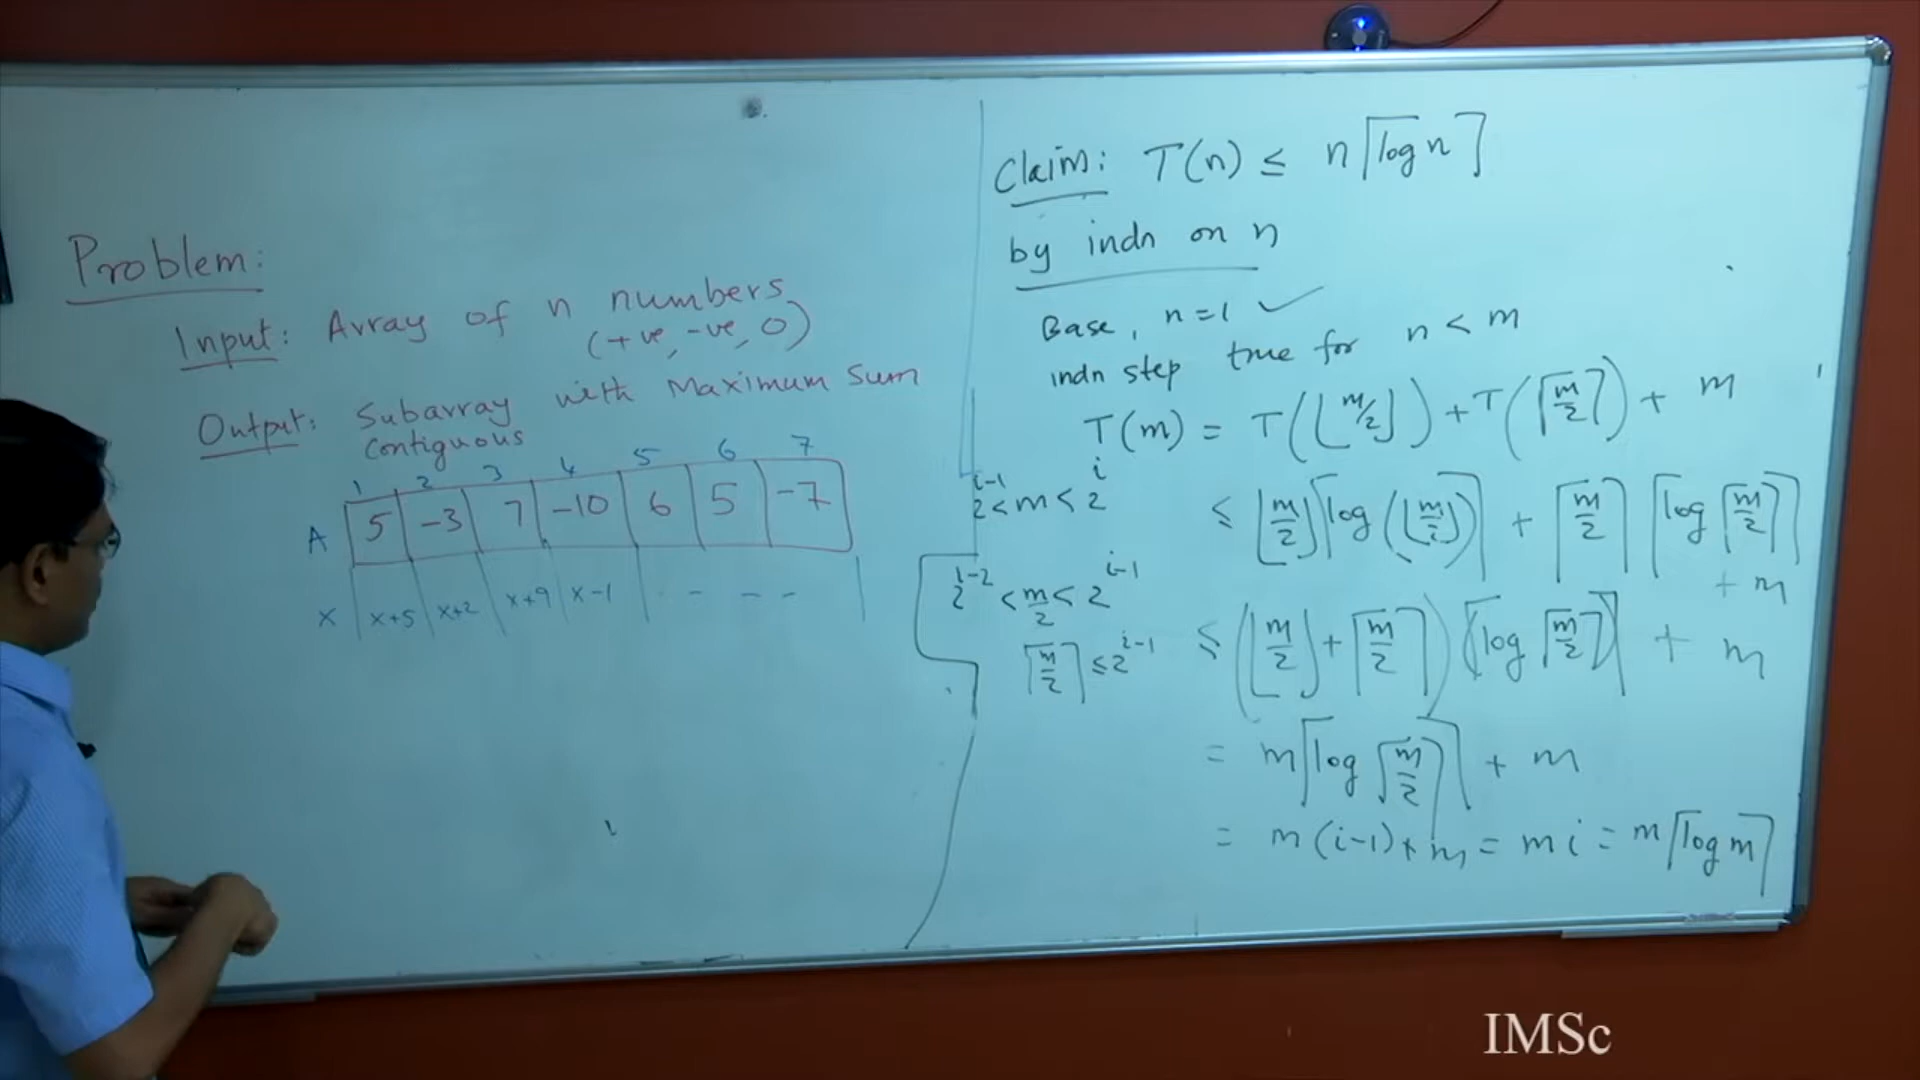 Problem:
Input: Array of n numbers
(+ve, -ve, 0)
Output: Subarray with Maximum Sum
Contiguous
1 2 3 4 5 6 7
A 5 -3 7 -10 6 5 -7
x x+5 x+2 x+9 x-1 - - - -
Claim: T(n) ≤ n⌈log n⌉
by indn on n
Base, n=1 ✓
indn step true for n < m
T(m) = T(⌊m/2⌋) + T(⌈m/2⌉) + m
2^{i-1} < m < 2^i
≤ ⌊m/2⌋⌈log(⌊m/2⌋)⌉ + ⌈m/2⌉⌈log⌈m/2⌉⌉
+ m
2^{i-2} < m/2 < 2^{i-1}
⌈m/2⌉ ≤ 2^{i-1}
≤ (⌊m/2⌋ + ⌈m/2⌉)⌈log⌈m/2⌉⌉ + m
= m⌈log⌈m/2⌉⌉ + m
= m(i-1) + m = mi = m⌈log m⌉
IMSc